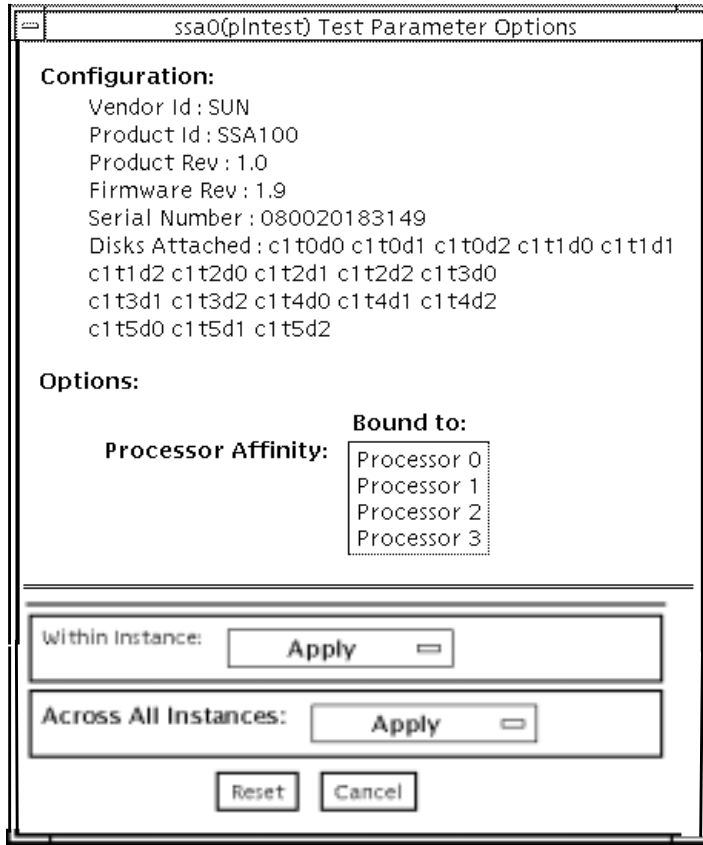 ssa0(plntest) Test Parameter Options
Configuration:
Vendor Id : SUN
Product Id : SSA100
Product Rev : 1.0
Firmware Rev : 1.9
Serial Number : 080020183149
Disks Attached : c1t0d0 c1t0d1 c1t0d2 c1t1d0 c1t1d1
c1t1d2 c1t2d0 c1t2d1 c1t2d2 c1t3d0
c1t3d1 c1t3d2 c1t4d0 c1t4d1 c1t4d2
c1t5d0 c1t5d1 c1t5d2
Options:
Bound to:
Processor Affinity:
Processor 0
Processor 1
Processor 2
Processor 3
Within Instance: Apply
Across All Instances: Apply
Reset Cancel